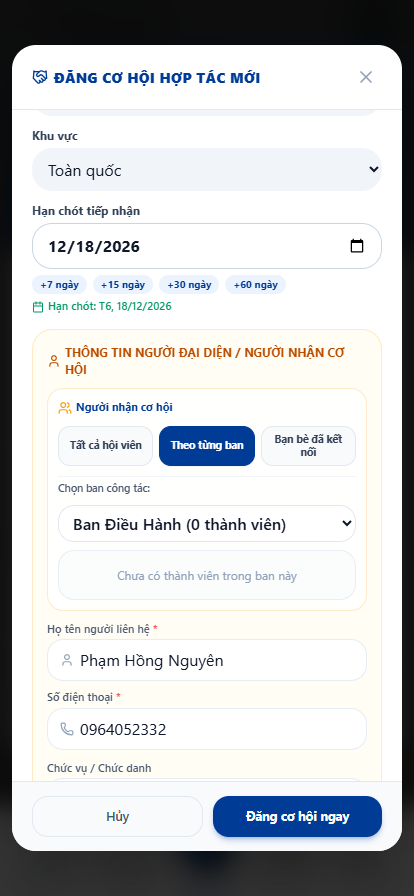 ĐĂNG CƠ HỘI HỢP TÁC MỚI
Khu vực
Toàn quốc
Hạn chót tiếp nhận
12/18/2026
+7 ngày
+15 ngày
+30 ngày
+60 ngày
Hạn chót: T6, 18/12/2026
THÔNG TIN NGƯỜI ĐẠI DIỆN / NGƯỜI NHẬN CƠ
HỘI
Người nhận cơ hội
Tất cả hội viên
Theo từng ban
Bạn bè đã kết
nối
Chọn ban công tác:
Ban Điều Hành (0 thành viên)
Chưa có thành viên trong ban này
Họ tên người liên hệ *
Phạm Hồng Nguyên
Số điện thoại *
0964052332
Chức vụ / Chức danh
Hủy
Đăng cơ hội ngay